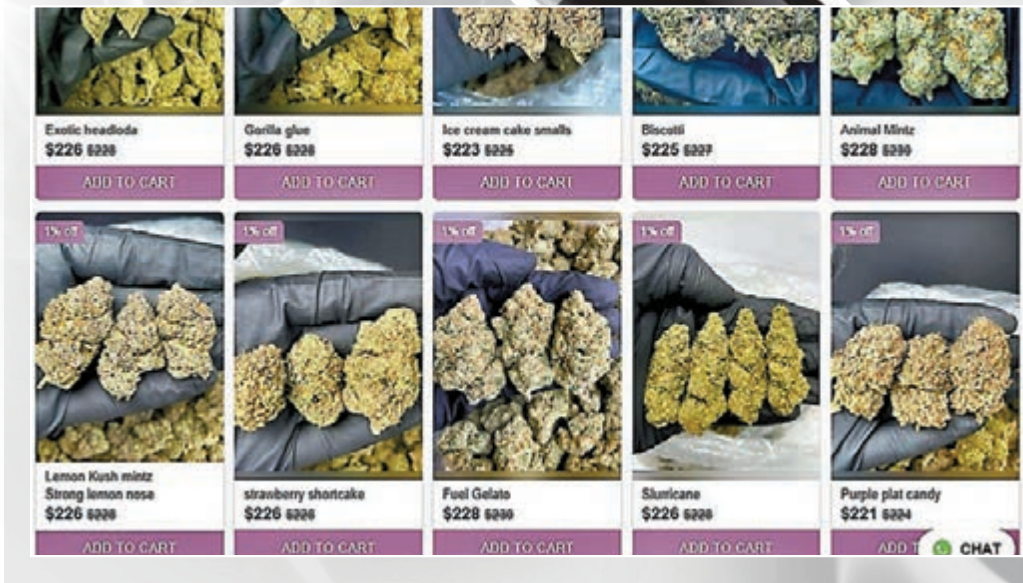 Exotic headloda
$226 $228
ADD TO CART
Gorilla glue
$226 $228
ADD TO CART
Ice cream cake smalls
$223 $225
ADD TO CART
Biscotti
$225 $227
ADD TO CART
Animal Mintz
$228 $230
ADD TO CART
1% off
Lemon Kush mintz
Strong lemon nose
$226 $228
ADD TO CART
1% off
strawberry shortcake
$226 $228
ADD TO CART
1% off
Fuel Gelato
$228 $230
ADD TO CART
1% off
Slurricane
$226 $228
ADD TO CART
1% off
Purple plat candy
$221 $224
ADD
CHAT